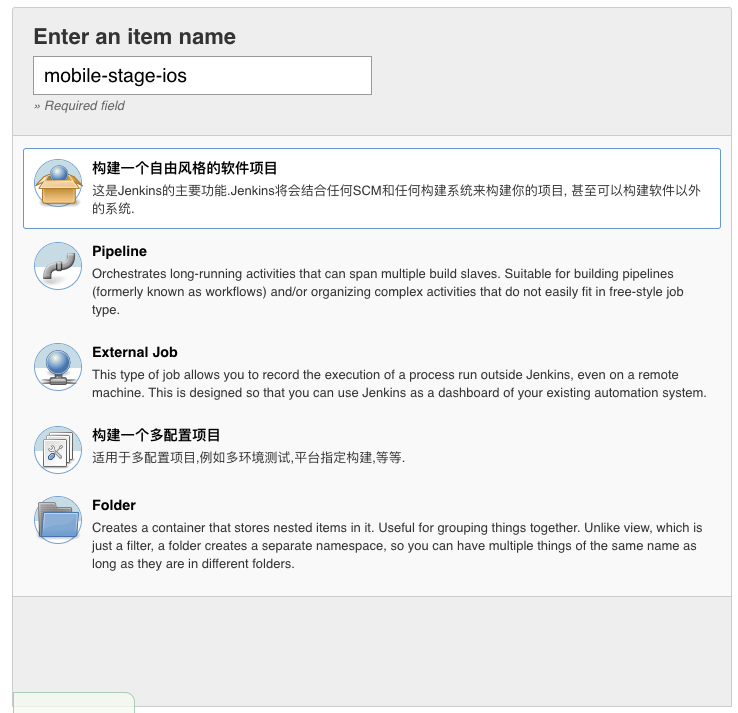 Enter an item name
mobile-stage-ios
» Required field
构建一个自由风格的软件项目
这是Jenkins的主要功能.Jenkins将会结合任何SCM和任何构建系统来构建你的项目, 甚至可以构建软件以外
的系统.
Pipeline
Orchestrates long-running activities that can span multiple build slaves. Suitable for building pipelines
(formerly known as workflows) and/or organizing complex activities that do not easily fit in free-style job
type.
External Job
This type of job allows you to record the execution of a process run outside Jenkins, even on a remote
machine. This is designed so that you can use Jenkins as a dashboard of your existing automation system.
构建一个多配置项目
适用于多配置项目,例如多环境测试,平台指定构建,等等.
Folder
Creates a container that stores nested items in it. Useful for grouping things together. Unlike view, which is
just a filter, a folder creates a separate namespace, so you can have multiple things of the same name as
long as they are in different folders.